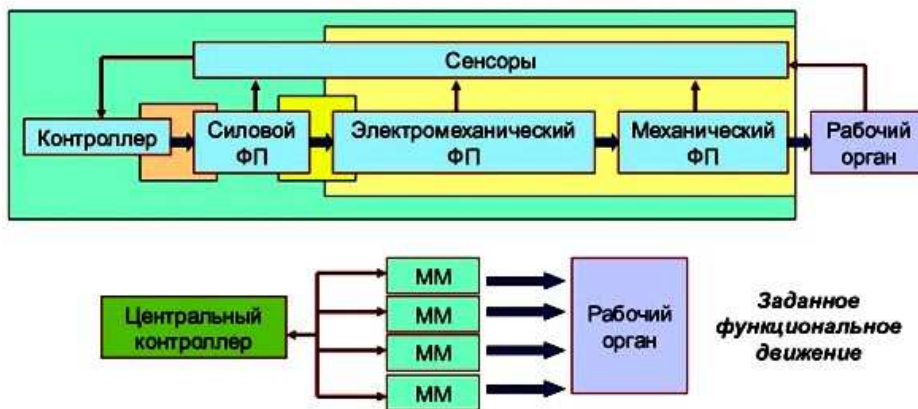 Сенсоры
Контроллер
Силовой
ФП
Электромеханический
ФП
Механический
ФП
Рабочий
орган
Центральный
контроллер
ММ
ММ
ММ
ММ
Рабочий
орган
Заданное
функциональное
движение